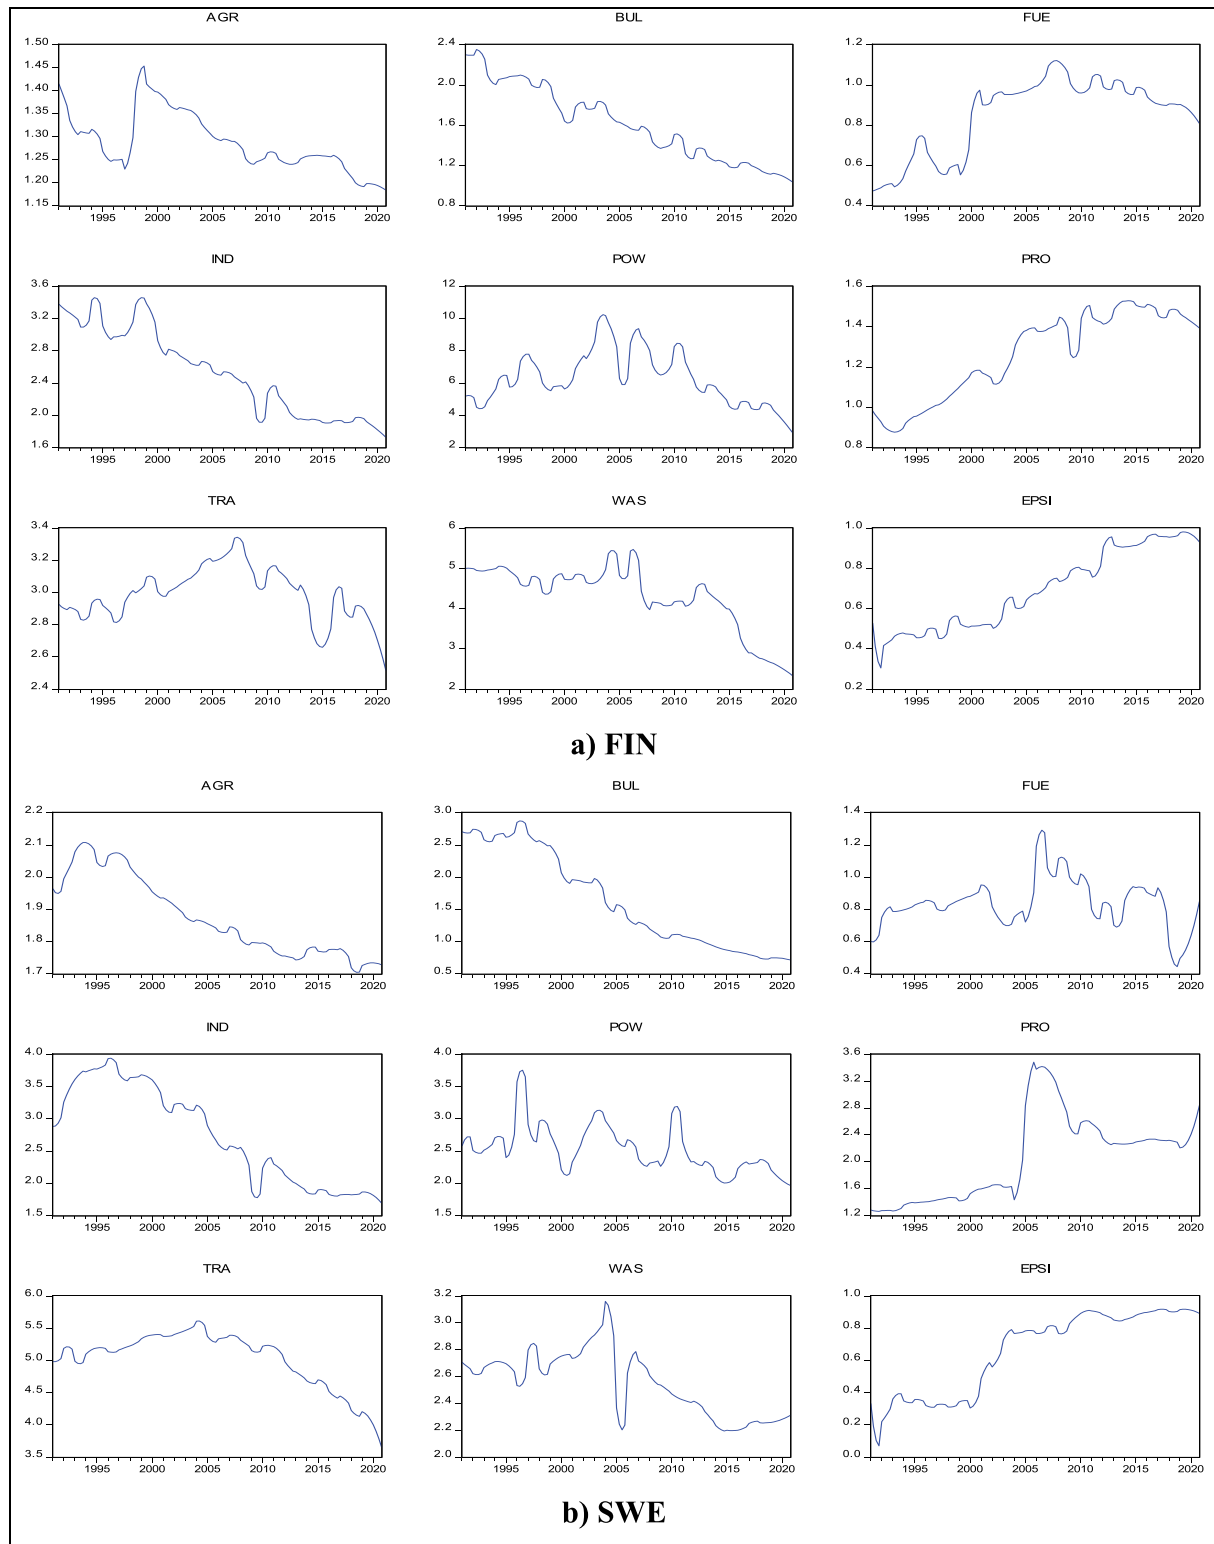 AGR
1.50
1.45
1.40
1.35
1.30
1.25
1.20
1.15
1995 2000 2005 2010 2015 2020
BUL
2.4
2.0
1.6
1.2
0.8
1995 2000 2005 2010 2015 2020
FUE
1.2
1.0
0.8
0.6
0.4
1995 2000 2005 2010 2015 2020
IND
3.6
3.2
2.8
2.4
2.0
1.6
1995 2000 2005 2010 2015 2020
POW
12
10
8
6
4
2
1995 2000 2005 2010 2015 2020
PRO
1.6
1.4
1.2
1.0
0.8
1995 2000 2005 2010 2015 2020
TRA
3.4
3.2
3.0
2.8
2.6
2.4
1995 2000 2005 2010 2015 2020
WAS
6
5
4
3
2
1995 2000 2005 2010 2015 2020
EPSI
1.0
0.8
0.6
0.4
0.2
1995 2000 2005 2010 2015 2020
a) FIN
AGR
2.2
2.1
2.0
1.9
1.8
1.7
1995 2000 2005 2010 2015 2020
BUL
3.0
2.5
2.0
1.5
1.0
0.5
1995 2000 2005 2010 2015 2020
FUE
1.4
1.2
1.0
0.8
0.6
0.4
1995 2000 2005 2010 2015 2020
IND
4.0
3.5
3.0
2.5
2.0
1.5
1995 2000 2005 2010 2015 2020
POW
4.0
3.5
3.0
2.5
2.0
1.5
1995 2000 2005 2010 2015 2020
PRO
3.6
3.2
2.8
2.4
2.0
1.6
1.2
1995 2000 2005 2010 2015 2020
TRA
6.0
5.5
5.0
4.5
4.0
3.5
1995 2000 2005 2010 2015 2020
WAS
3.2
3.0
2.8
2.6
2.4
2.2
2.0
1995 2000 2005 2010 2015 2020
EPSI
1.0
0.8
0.6
0.4
0.2
0.0
1995 2000 2005 2010 2015 2020
b) SWE